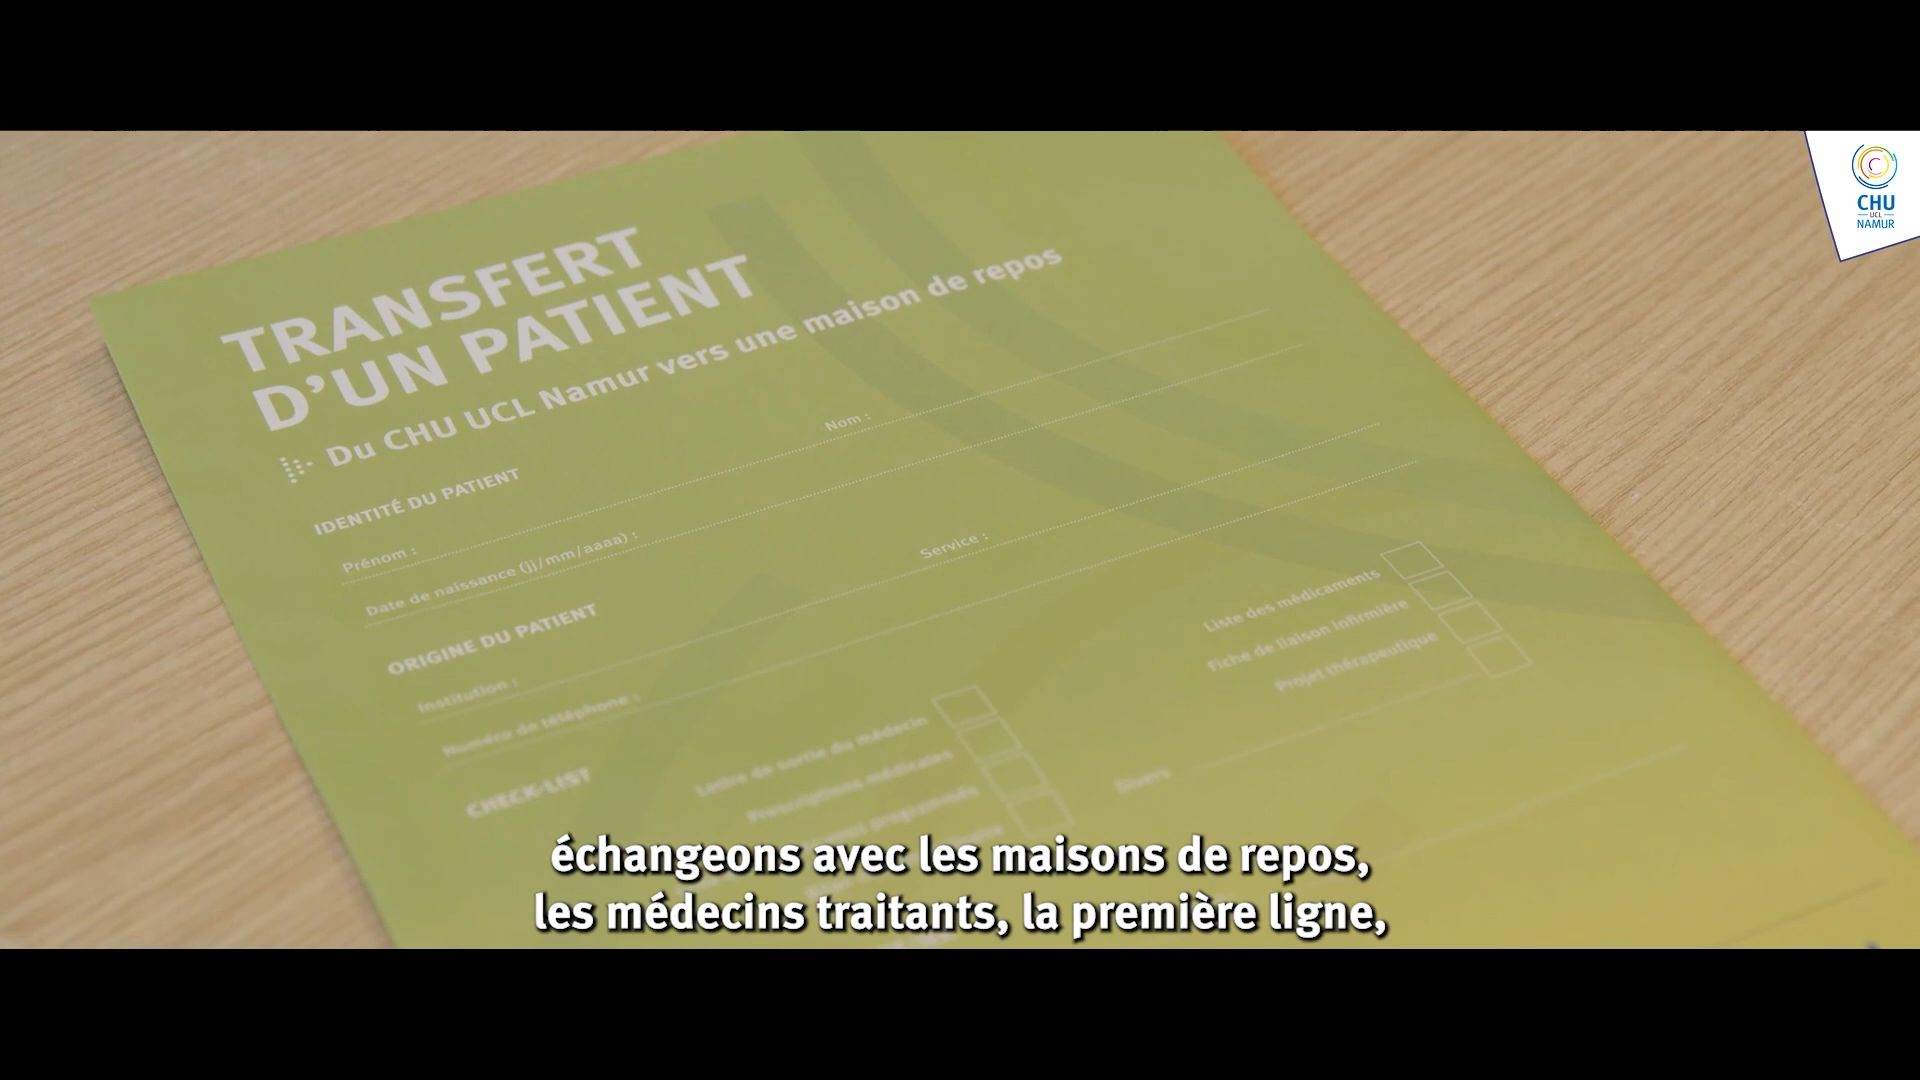 CHU
UCL
NAMUR
TRANSFERT
D'UN PATIENT
Du CHU UCL Namur vers une maison de repos
IDENTITÉ DU PATIENT
Prénom :
Nom :
Date de naissance (jj/mm/aaaa) :
ORIGINE DU PATIENT
Institution :
Service :
Numéro de téléphone :
CHECK-LIST
Lettre de sortie du médecin
Prescriptions médicales
programmés
Liste des médicaments
Fiche de liaison infirmière
Projet thérapeutique
Divers
échangeons avec les maisons de repos,
les médecins traitants, la première ligne,